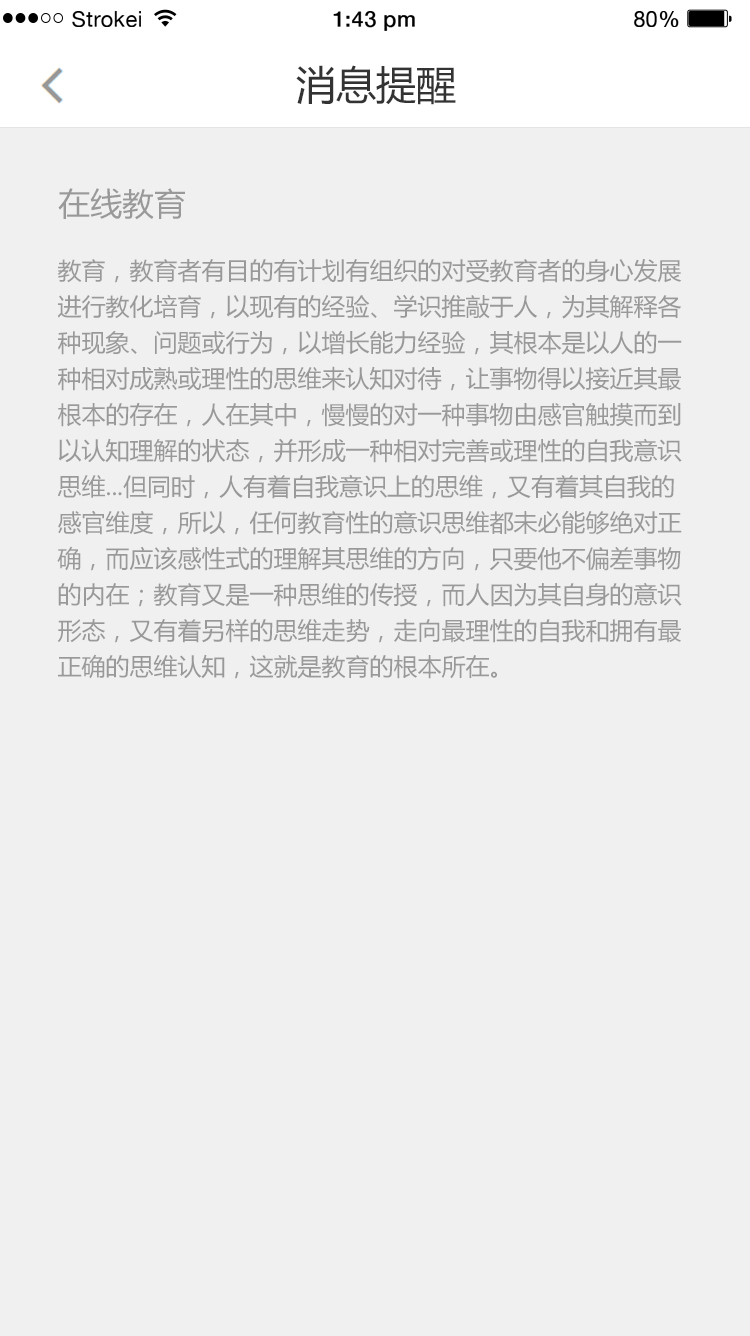 Strokei 1:43 pm 80%
消息提醒
在线教育
教育，教育者有目的有计划有组织的对受教育者的身心发展
进行教化培育，以现有的经验、学识推敲于人，为其解释各
种现象、问题或行为，以增长能力经验，其根本是以人的一
种相对成熟或理性的思维来认知对待，让事物得以接近其最
根本的存在，人在其中，慢慢的对一种事物由感官触摸而到
以认知理解的状态，并形成一种相对完善或理性的自我意识
思维...但同时，人有着自我意识上的思维，又有着其自我的
感官维度，所以，任何教育性的意识思维都未必能够绝对正
确，而应该感性式的理解其思维的方向，只要他不偏差事物
的内在；教育又是一种思维的传授，而人因为其自身的意识
形态，又有着另样的思维走势，走向最理性的自我和拥有最
正确的思维认知，这就是教育的根本所在。